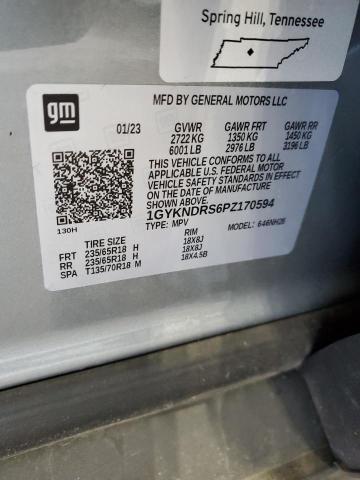 Spring Hill, Tennessee
gm
MFD BY GENERAL MOTORS LLC
01/23 GVWR GAWR FRT GAWR RR
2722 KG 1350 KG 1450 KG
6001 LB 2976 LB 3196 LB
THIS VEHICLE CONFORMS TO ALL
APPLICABLE U.S. FEDERAL MOTOR
VEHICLE SAFETY STANDARDS IN EFFECT
ON THE DATE OF MANUFACTURE
SHOWN ABOVE.
1GYKNDRS6PZ170594
130H TYPE: MPV MODEL: 646NH26
TIRE SIZE RIM
FRT 235/65R18 H 18X8J
RR 235/65R18 H 18X8J
SPA T135/70R18 M 18X4.5B